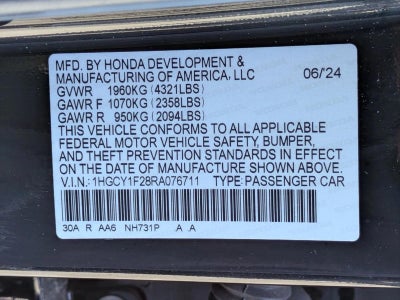 MFD. BY HONDA DEVELOPMENT &
MANUFACTURING OF AMERICA, LLC 06/24
GVWR 1960KG (4321LBS)
GAWR F 1070KG (2358LBS)
GAWR R 950KG (2094LBS)
THIS VEHICLE CONFORMS TO ALL APPLICABLE
FEDERAL MOTOR VEHICLE SAFETY, BUMPER,
AND THEFT PREVENTION STANDARDS IN EFFECT
ON THE DATE OF MANUFACTURE SHOWN ABOVE.
V.I.N.: 1HGCY1F28RA076711 TYPE: PASSENGER CAR
30A R AA6 NH731P A A